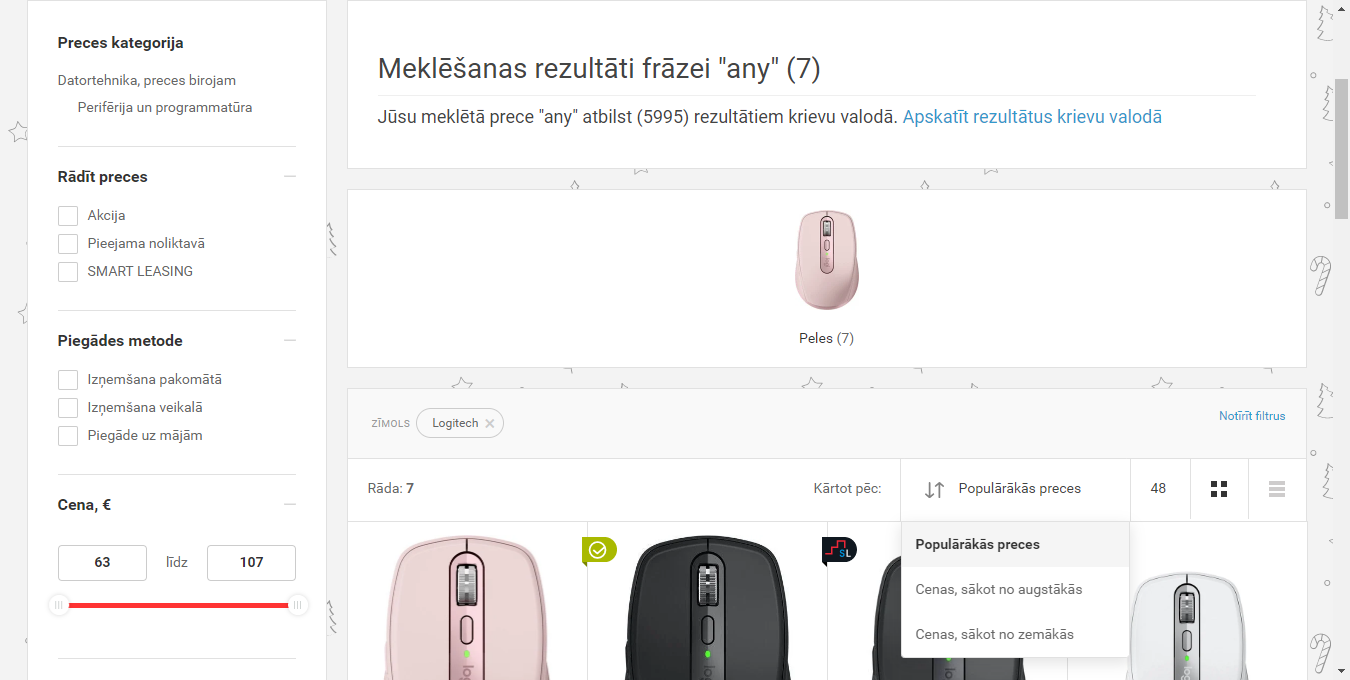 Preces kategorija
Datortehnika, preces birojam
Perifērija un programmatūra
Rādīt preces
Akcija
Pieejama noliktavā
SMART LEASING
Piegādes metode
Izņemšana pakomātā
Izņemšana veikalā
Piegāde uz mājām
Cena, €
63 līdz 107
Meklēšanas rezultāti frāzei "any" (7)
Jūsu meklētā prece "any" atbilst (5995) rezultātiem krievu valodā. Apskatīt rezultātus krievu valodā
Peles (7)
ZĪMOLS Logitech
Notīrīt filtrus
Rāda: 7
Kārtot pēc: Populārākās preces 48
Populārākās preces
Cenas, sākot no augstākās
Cenas, sākot no zemākās
SL